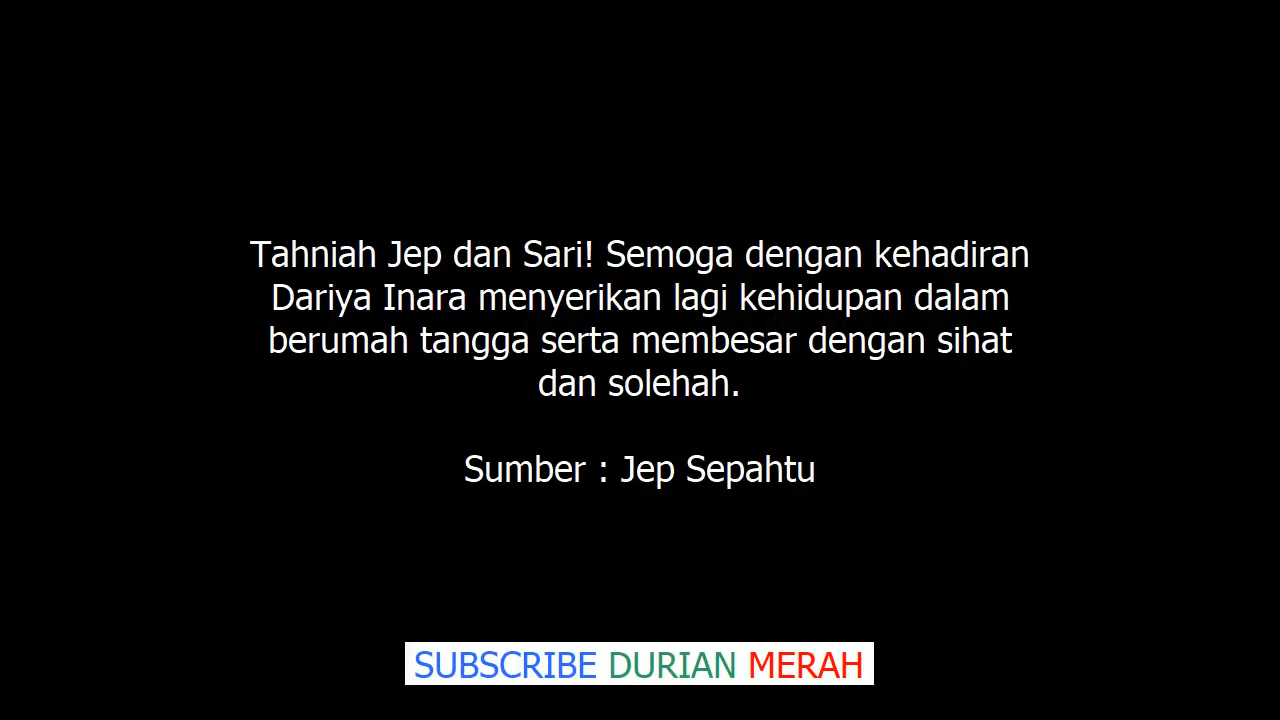 Tahniah Jep dan Sari! Semoga dengan kehadiran
Dariya Inara menyerikan lagi kehidupan dalam
berumah tangga serta membesar dengan sihat
dan solehah.
Sumber : Jep Sepahtu
SUBSCRIBE DURIAN MERAH